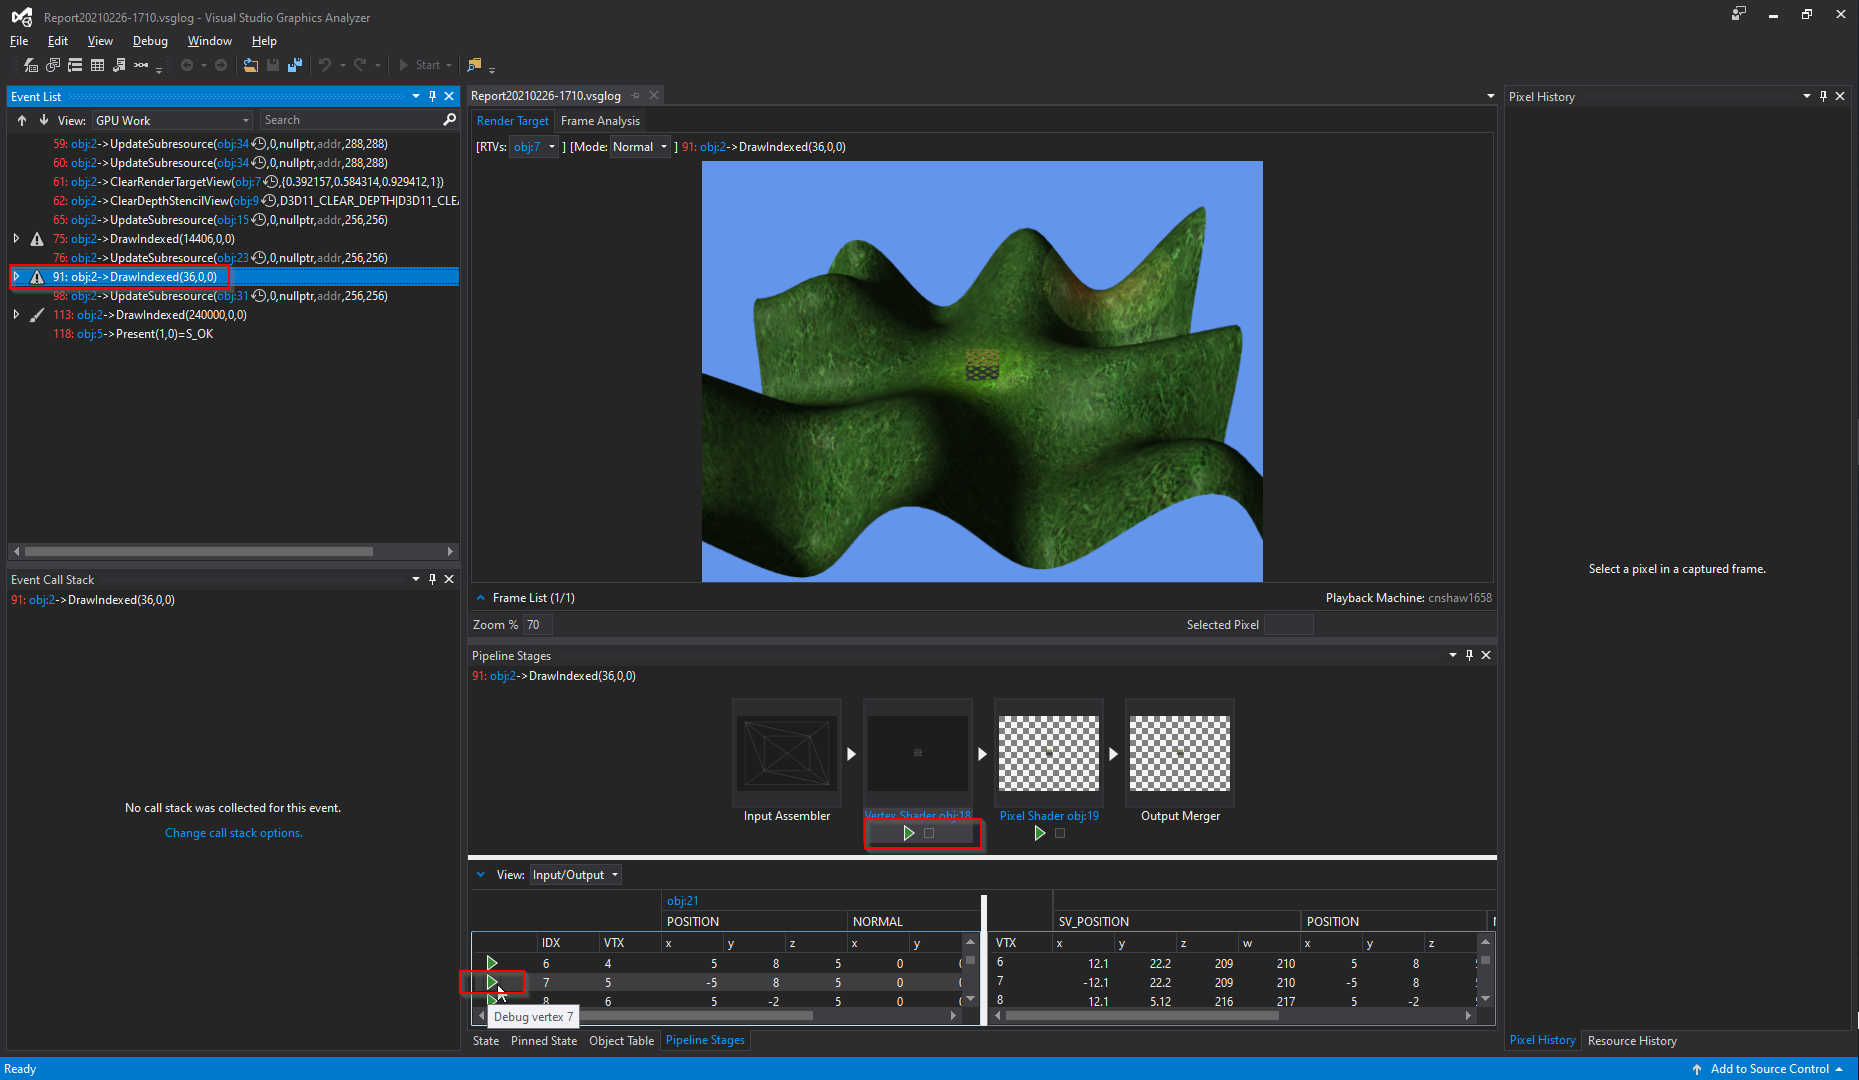 Report20210226-1710.vsglog - Visual Studio Graphics Analyzer
File Edit View Debug Window Help
Start
Event List
View: GPU Work Search
59: obj:2->UpdateSubresource(obj:34,0,nullptr,addr,288,288)
60: obj:2->UpdateSubresource(obj:34,0,nullptr,addr,288,288)
61: obj:2->ClearRenderTargetView(obj:7,{0.392157,0.584314,0.929412,1})
62: obj:2->ClearDepthStencilView(obj:9,D3D11_CLEAR_DEPTH|D3D11_CLEA
65: obj:2->UpdateSubresource(obj:15,0,nullptr,addr,256,256)
75: obj:2->DrawIndexed(14406,0,0)
76: obj:2->UpdateSubresource(obj:23,0,nullptr,addr,256,256)
91: obj:2->DrawIndexed(36,0,0)
98: obj:2->UpdateSubresource(obj:31,0,nullptr,addr,256,256)
113: obj:2->DrawIndexed(240000,0,0)
118: obj:5->Present(1,0)=S_OK
Event Call Stack
91: obj:2->DrawIndexed(36,0,0)
No call stack was collected for this event.
Change call stack options.
Report20210226-1710.vsglog
Render Target Frame Analysis
[RTVs: obj:7 ] [Mode: Normal ] 91: obj:2->DrawIndexed(36,0,0)
Frame List (1/1) Playback Machine: cnshaw1658
Zoom % 70 Selected Pixel
Pipeline Stages
91: obj:2->DrawIndexed(36,0,0)
Input Assembler Vertex Shader obj:18 Pixel Shader obj:19 Output Merger
View: Input/Output
obj:21
POSITION NORMAL SV_POSITION POSITION
IDX VTX x y z x y VTX x y z w x y z
6 4 5 8 5 0 6 12.1 22.2 209 210 5 8
7 5 -5 8 5 0 7 -12.1 22.2 209 210 -5 8
8 6 5 -2 5 0 8 12.1 5.12 216 217 5 -2
Debug vertex 7
State Pinned State Object Table Pipeline Stages
Pixel History
Select a pixel in a captured frame.
Pixel History Resource History
Ready Add to Source Control